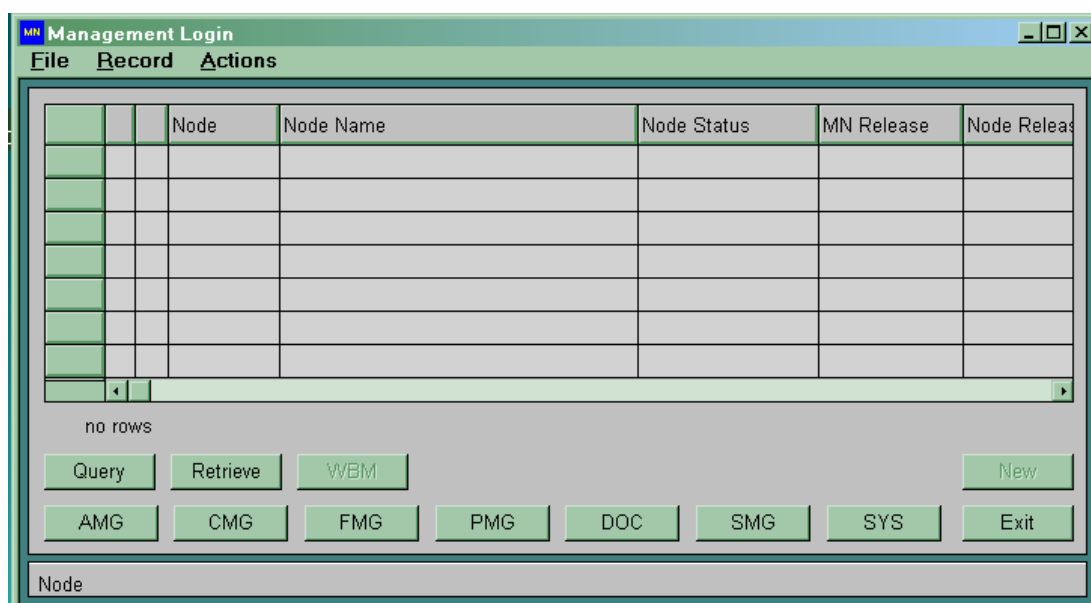 MN Management Login
File Record Actions
Node Node Name Node Status MN Release Node Releas
no rows
Query Retrieve WBM New
AMG CMG FMG PMG DOC SMG SYS Exit
Node